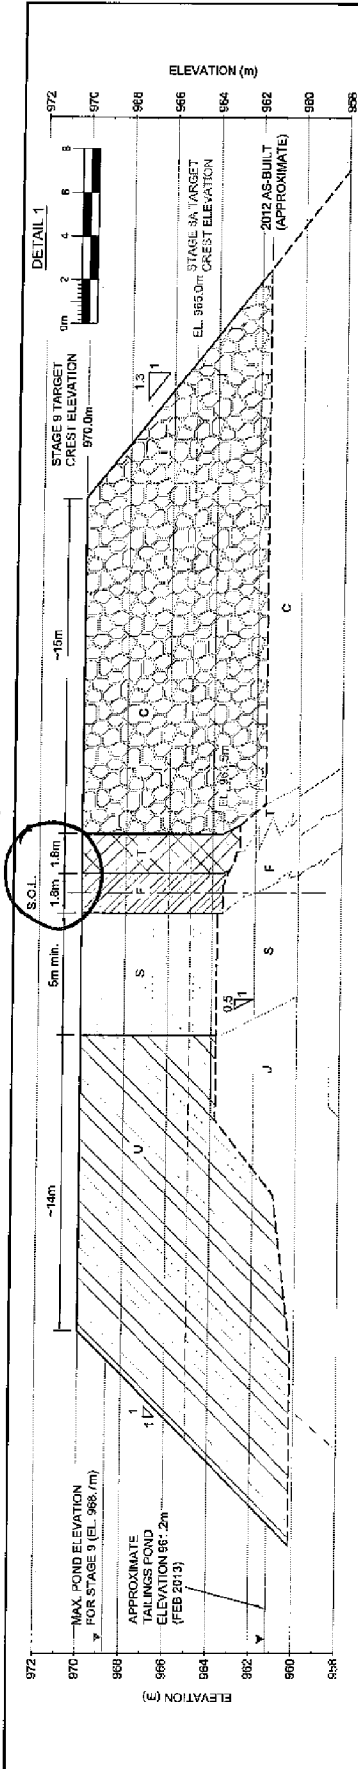 DETAIL 1
0m 2 4 6 8
ELEVATION (m)
972
970
968
966
964
962
960
958
STAGE 9 TARGET
CREST ELEVATION
970.0m
STAGE 8A TARGET
EL. 965.0m CREST ELEVATION
2012 AS-BUILT
(APPROXIMATE)
1.3
1
~15m
S.O.L.
1.8m
1.8m
5m min.
~14m
C
T
F
S
U
C
T
F
S
J
0.5
1
1
1
MAX. POND ELEVATION
FOR STAGE 9 (EL. 968.7m)
APPROXIMATE
TAILINGS POND
ELEVATION 961.2m
(FEB 2013)
972
970
968
966
964
962
960
958
ELEVATION (m)